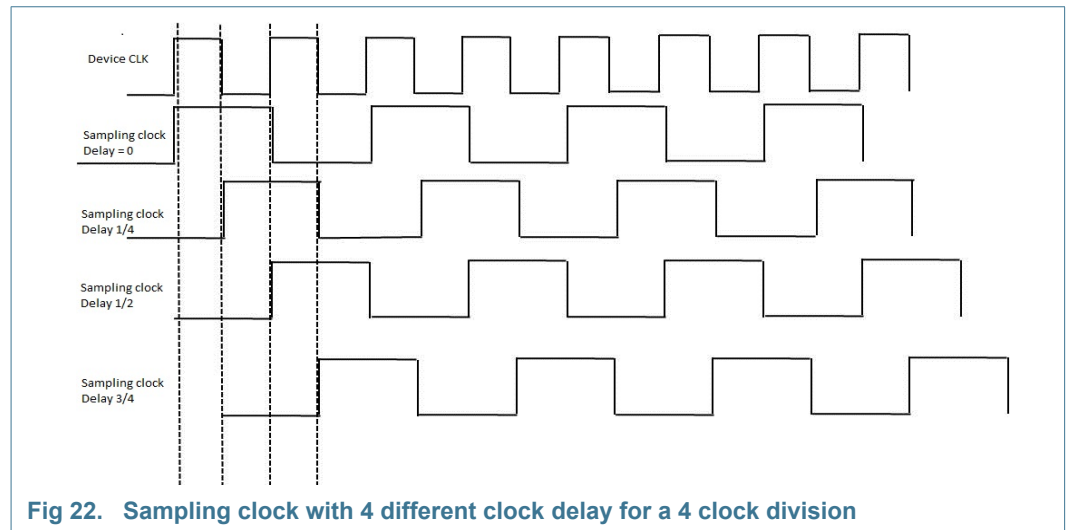 Device CLK
Sampling clock
Delay = 0
Sampling clock
Delay 1/4
Sampling clock
Delay 1/2
Sampling clock
Delay 3/4
Fig 22. Sampling clock with 4 different clock delay for a 4 clock division